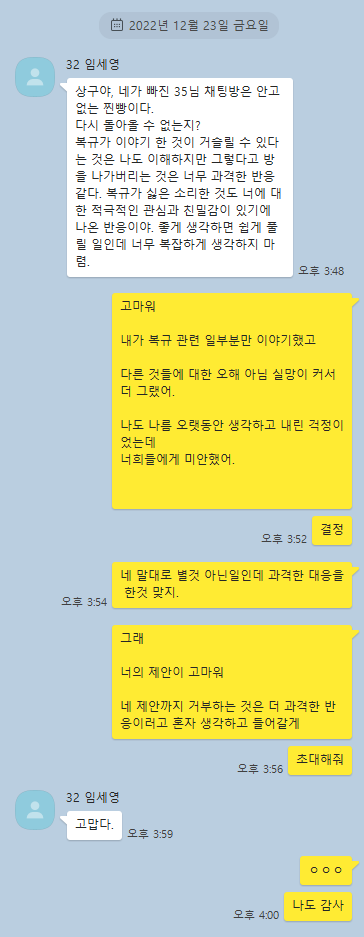 2022년 12월 23일 금요일
32 임세영
상구야, 네가 빠진 35님 채팅방은 안고
없는 찐빵이다.
다시 돌아올 수 없는지?
복규가 이야기 한 것이 거슬릴 수 있다
는 것은 나도 이해하지만 그렇다고 방
을 나가버리는 것은 너무 과격한 반응
같다. 복규가 싫은 소리한 것도 너에 대
한 적극적인 관심과 친밀감이 있기에
나온 반응이야. 좋게 생각하면 쉽게 풀
릴 일인데 너무 복잡하게 생각하지 마
렴.
오후 3:48
고마워
내가 복규 관련 일부분만 이야기했고
다른 것들에 대한 오해 아님 실망이 커서
더 그랬어.
나도 나름 오랫동안 생각하고 내린 걱정이
었는데
너희들에게 미안했어.
결정
오후 3:52
네 말대로 별것 아닌일인데 과격한 대응을
한것 맞지.
오후 3:54
그래
너의 제안이 고마워
네 제안까지 거부하는 것은 더 과격한 반
응이러고 혼자 생각하고 들어갈게
초대해줘
오후 3:56
32 임세영
고맙다.
오후 3:59
ㅇㅇㅇ
나도 감사
오후 4:00